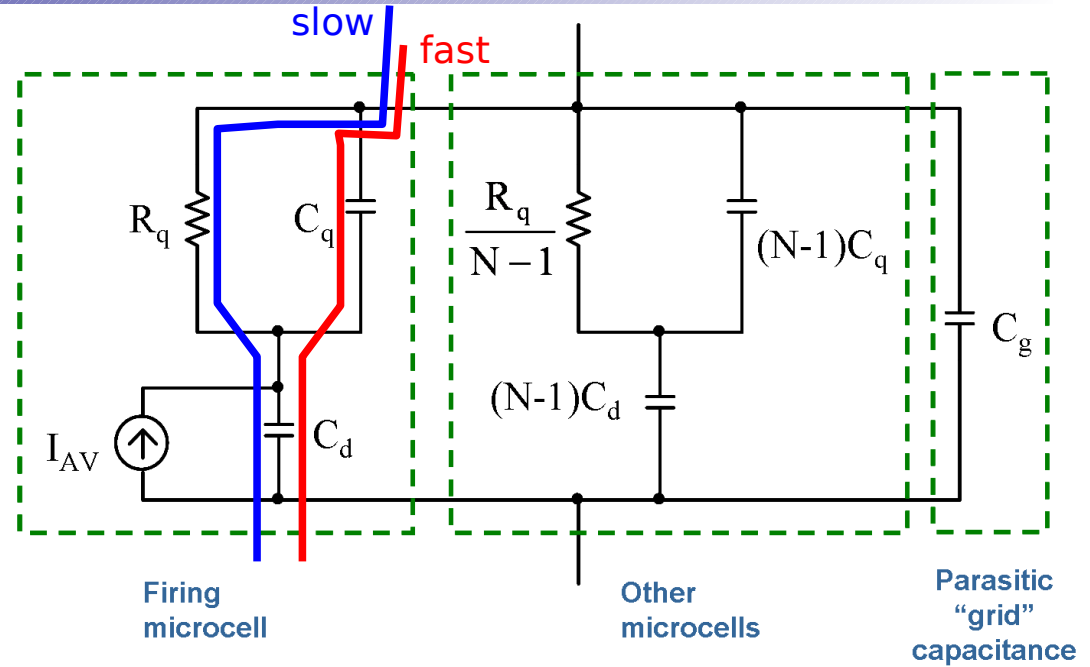 slow
fast
R_q
C_q
I_AV
C_d
R_q
N − 1
(N-1)C_q
(N-1)C_d
C_g
Firing
microcell
Other
microcells
Parasitic
“grid”
capacitance